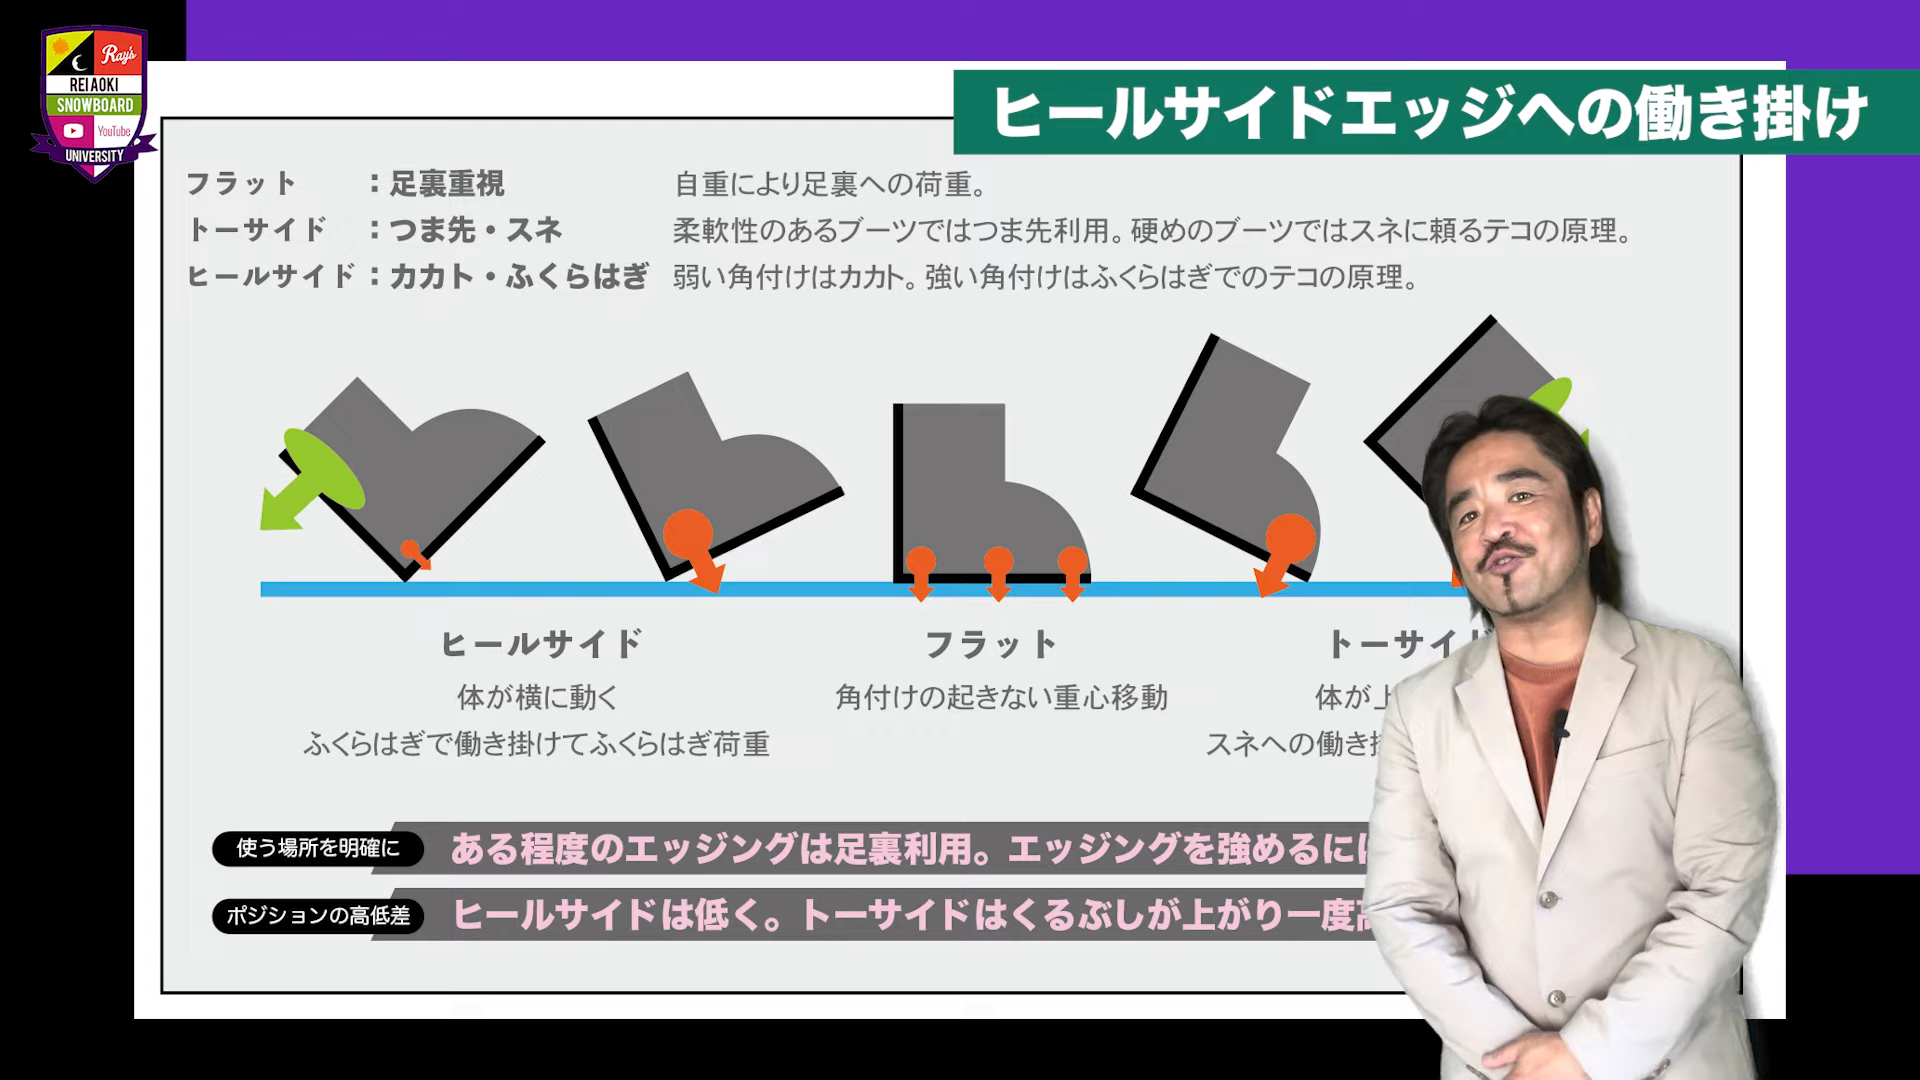 Ray's
REI AOKI
SNOWBOARD
YouTube
UNIVERSITY
ヒールサイドエッジへの働き掛け
フラット ：足裏重視 自重により足裏への荷重。
トーサイド ：つま先・スネ 柔軟性のあるブーツではつま先利用。硬めのブーツではスネに頼るテコの原理。
ヒールサイド：カカト・ふくらはぎ 弱い角付けはカカト。強い角付けはふくらはぎでのテコの原理。
ヒールサイド
体が横に動く
ふくらはぎで働き掛けてふくらはぎ荷重
フラット
角付けの起きない重心移動
トーサイ
体が上
スネへの働き
使う場所を明確に ある程度のエッジングは足裏利用。エッジングを強めるには
ポジションの高低差 ヒールサイドは低く。トーサイドはくるぶしが上がり一度